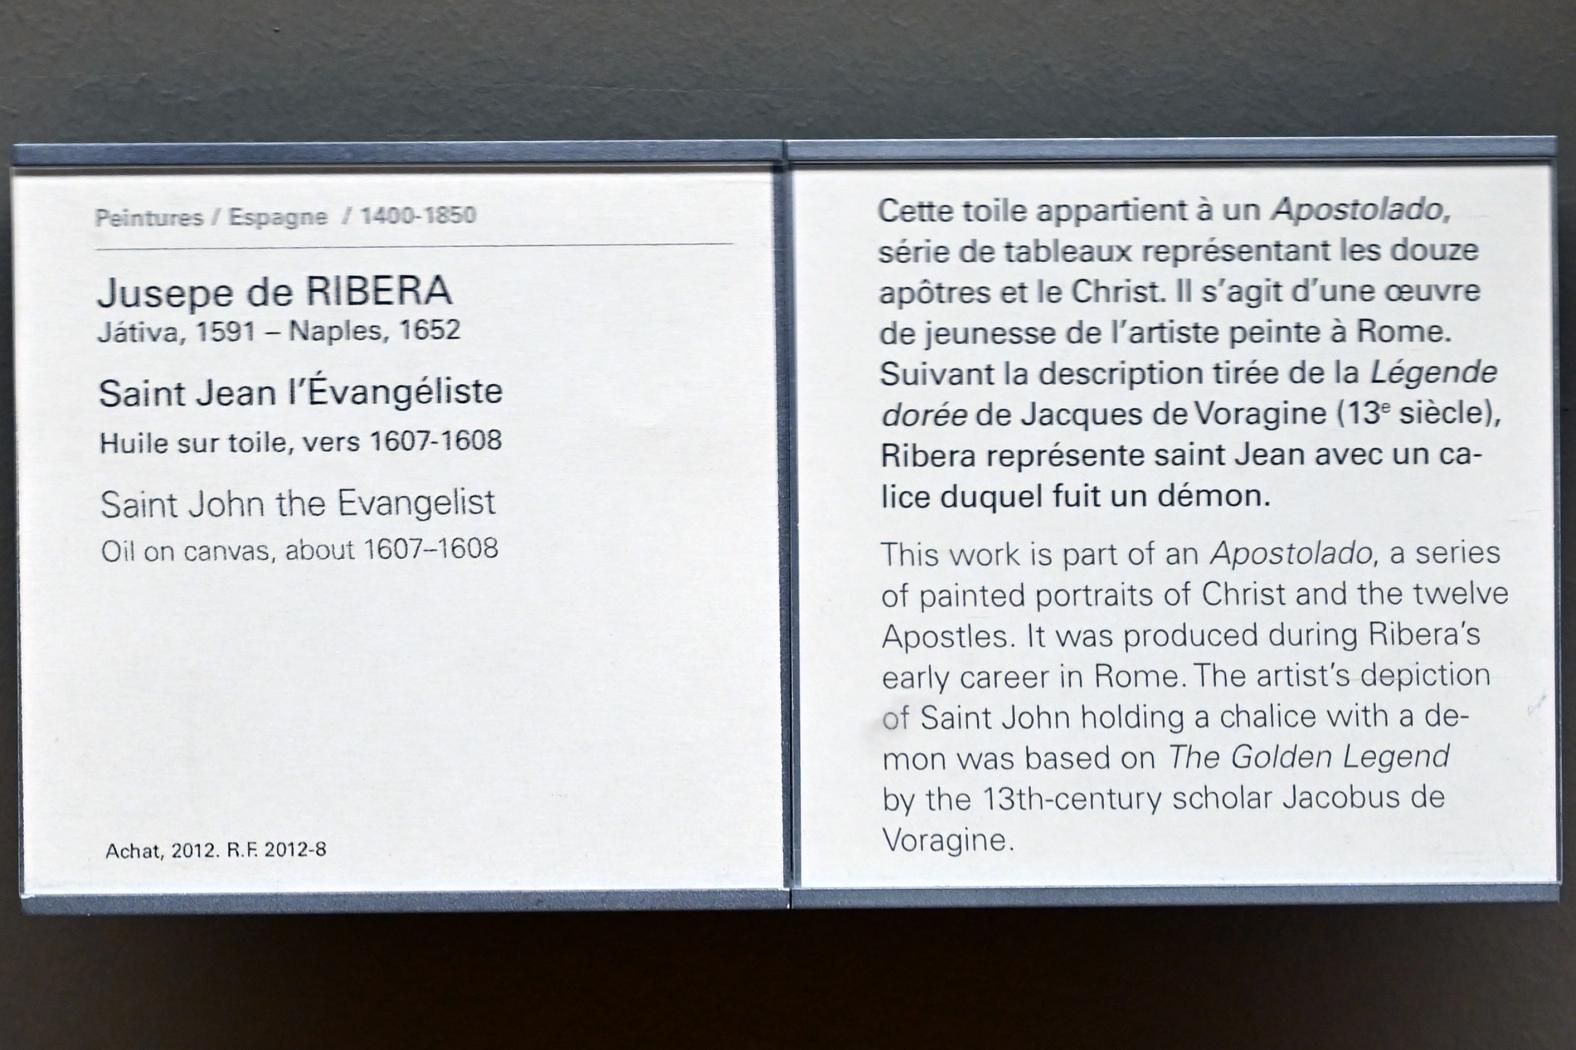 Peintures / Espagne / 1400-1850
Jusepe de RIBERA
Játiva, 1591 – Naples, 1652
Saint Jean l'Évangéliste
Huile sur toile, vers 1607-1608
Saint John the Evangelist
Oil on canvas, about 1607–1608
Achat, 2012. R.F. 2012-8
Cette toile appartient à un Apostolado,
série de tableaux représentant les douze
apôtres et le Christ. Il s'agit d'une œuvre
de jeunesse de l'artiste peinte à Rome.
Suivant la description tirée de la Légende
dorée de Jacques de Voragine (13e siècle),
Ribera représente saint Jean avec un ca-
lice duquel fuit un démon.
This work is part of an Apostolado, a series
of painted portraits of Christ and the twelve
Apostles. It was produced during Ribera's
early career in Rome. The artist's depiction
of Saint John holding a chalice with a de-
mon was based on The Golden Legend
by the 13th-century scholar Jacobus de
Voragine.